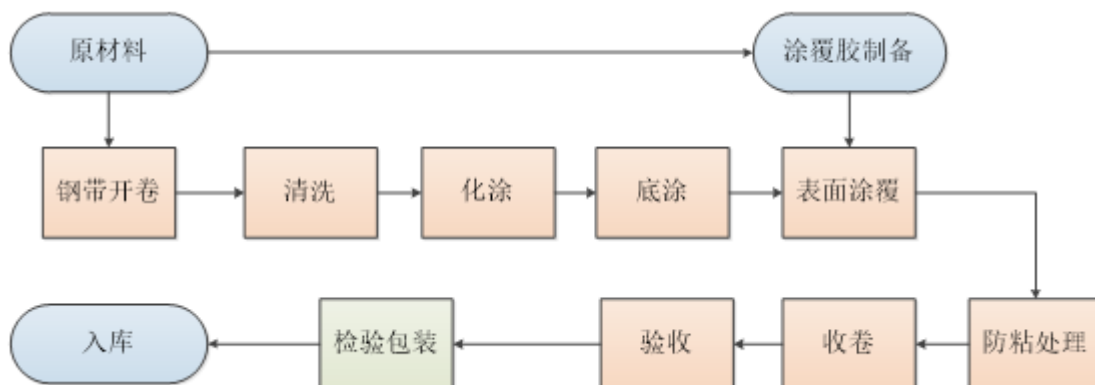 原材料
涂覆胶制备
钢带开卷
清洗
化涂
底涂
表面涂覆
入库
检验包装
验收
收卷
防粘处理